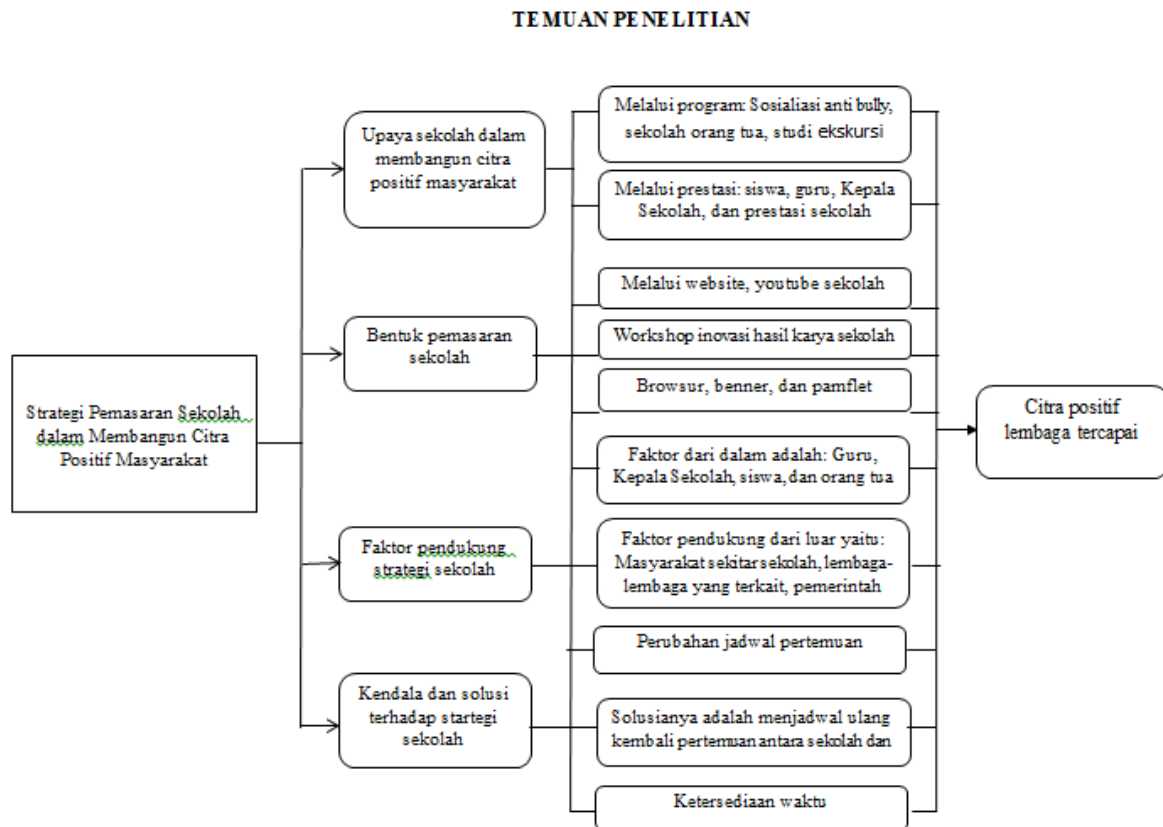 TEMUAN PENELITIAN
Strategi Pemasaran Sekolah
dalam Membangun Citra
Positif Masyarakat
Upaya sekolah dalam
membangun citra
positif masyarakat
Bentuk pemasaran
sekolah
Faktor pendukung
strategi sekolah
Kendala dan solusi
terhadap startegi
sekolah
Melalui program: Sosialiasi anti bully,
sekolah orang tua, studi ekskursi
Melalui prestasi: siswa, guru, Kepala
Sekolah, dan prestasi sekolah
Melalui website, youtube sekolah
Workshop inovasi hasil karya sekolah
Browsur, benner, dan pamflet
Faktor dari dalam adalah: Guru,
Kepala Sekolah, siswa, dan orang tua
Faktor pendukung dari luar yaitu:
Masyarakat sekitar sekolah, lembaga-
lembaga yang terkait, pemerintah
Perubahan jadwal pertemuan
Solusianya adalah menjadwal ulang
kembali pertemuan antara sekolah dan
Ketersediaan waktu
Citra positif
lembaga tercapai